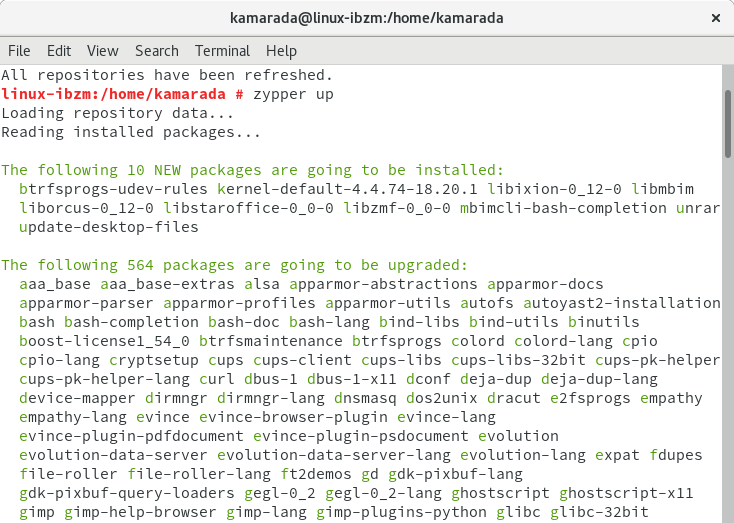 kamarada@linux-ibzm:/home/kamarada
File Edit View Search Terminal Help
All repositories have been refreshed.
linux-ibzm:/home/kamarada # zypper up
Loading repository data...
Reading installed packages...
The following 10 NEW packages are going to be installed:
btrfsprogs-udev-rules kernel-default-4.4.74-18.20.1 libixion-0_12-0 libmbim
liborcus-0_12-0 libstaroffice-0_0-0 libzmf-0_0-0 mbimcli-bash-completion unrar
update-desktop-files
The following 564 packages are going to be upgraded:
aaa_base aaa_base-extras alsa apparmor-abstractions apparmor-docs
apparmor-parser apparmor-profiles apparmor-utils autofs autoyast2-installation
bash bash-completion bash-doc bash-lang bind-libs bind-utils binutils
boost-license1_54_0 btrfsmaintenance btrfsprogs colord colord-lang cpio
cpio-lang cryptsetup cups cups-client cups-libs cups-libs-32bit cups-pk-helper
cups-pk-helper-lang curl dbus-1 dbus-1-x11 dconf deja-dup deja-dup-lang
device-mapper dirmngr dirmngr-lang dnsmasq dos2unix dracut e2fsprogs empathy
empathy-lang evince evince-browser-plugin evince-lang
evince-plugin-pdfdocument evince-plugin-psdocument evolution
evolution-data-server evolution-data-server-lang evolution-lang expat fdupes
file-roller file-roller-lang ft2demos gd gdk-pixbuf-lang
gdk-pixbuf-query-loaders gegl-0_2 gegl-0_2-lang ghostscript ghostscript-x11
gimp gimp-help-browser gimp-lang gimp-plugins-python glibc glibc-32bit